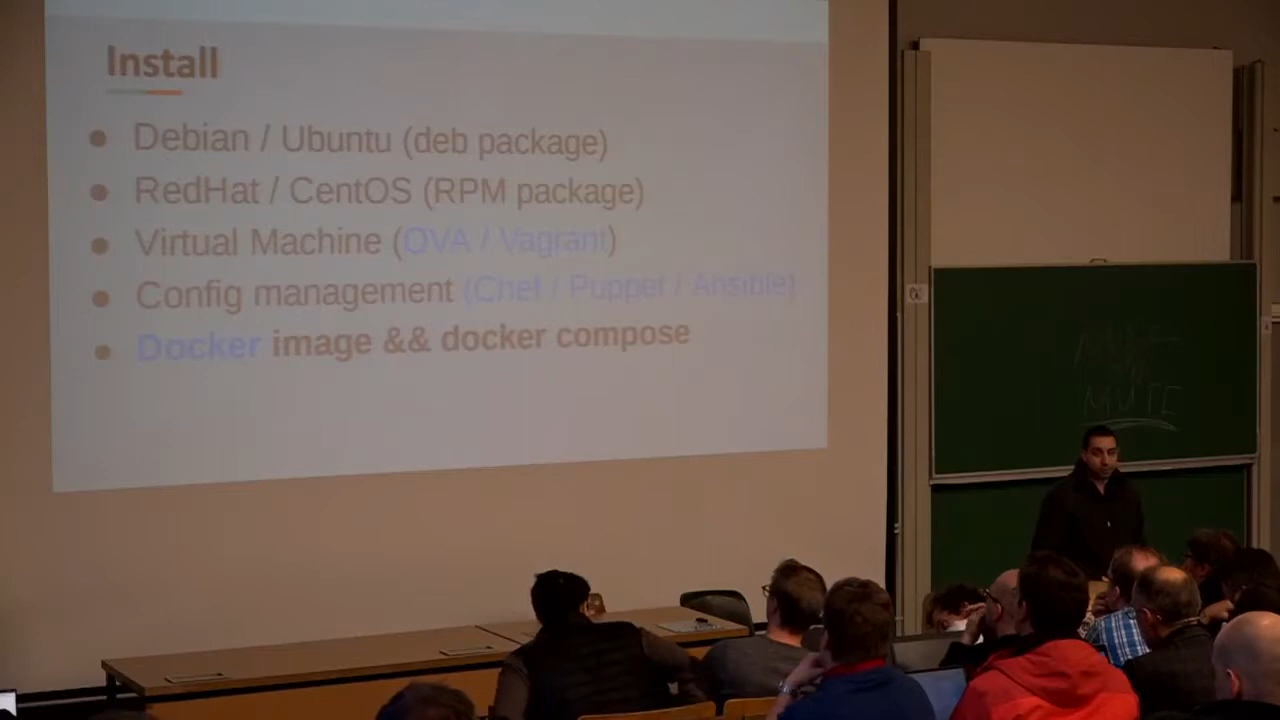 Install
Debian / Ubuntu (deb package)
RedHat / CentOS (RPM package)
Virtual Machine (OVA / Vagrant)
Config management (Chef / Puppet / Ansible)
Docker image && docker compose
MUTE